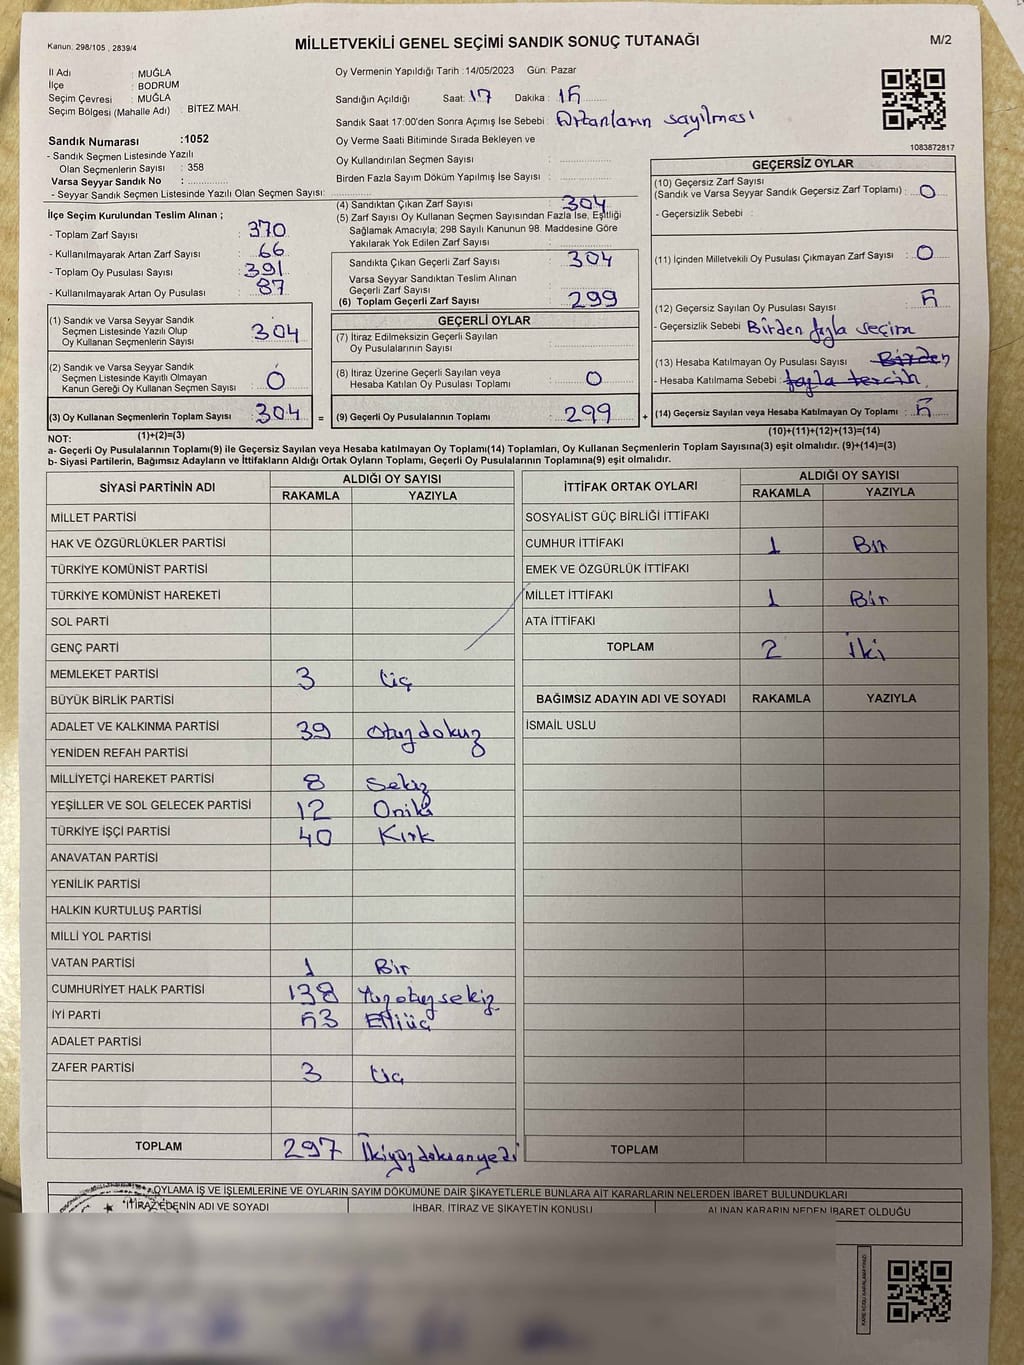 Kanun: 298/105 , 2839/4
MİLLETVEKİLİ GENEL SEÇİMİ SANDIK SONUÇ TUTANAĞI
M/2
İl Adı : MUĞLA
İlçe : BODRUM
Seçim Çevresi : MUĞLA
Seçim Bölgesi (Mahalle Adı) : BİTEZ MAH.
Oy Vermenin Yapıldığı Tarih :14/05/2023 Gün: Pazar
Sandığın Açıldığı Saat: 17 Dakika : 15
Sandık Saat 17:00'den Sonra Açımış İse Sebebi : Artanların sayılması
Sandık Numarası :1052
- Sandık Seçmen Listesinde Yazılı
Olan Seçmenlerin Sayısı : 358
Varsa Seyyar Sandık No :
- Seyyar Sandık Seçmen Listesinde Yazılı Olan Seçmen Sayısı:
Oy Verme Saati Bitiminde Sırada Bekleyen ve
Oy Kullandırılan Seçmen Sayısı :
Birden Fazla Sayım Döküm Yapılmış İse Sayısı :
1083872817
İlçe Seçim Kurulundan Teslim Alınan ;
- Toplam Zarf Sayısı : 370
- Kullanılmayarak Artan Zarf Sayısı : 66
- Toplam Oy Pusulası Sayısı : 391
- Kullanılmayarak Artan Oy Pusulası : 87
(1) Sandık ve Varsa Seyyar Sandık
Seçmen Listesinde Yazılı Olup
Oy Kullanan Seçmenlerin Sayısı : 304
(2) Sandık ve Varsa Seyyar Sandık
Seçmen Listesinde Kayıtlı Olmayan
Kanun Gereği Oy Kullanan Seçmen Sayısı : 0
(3) Oy Kullanan Seçmenlerin Toplam Sayısı : 304 =
(4) Sandıktan Çıkan Zarf Sayısı : 304
(5) Zarf Sayısı Oy Kullanan Seçmen Sayısından Fazla İse, Eşitliği
Sağlamak Amacıyla; 298 Sayılı Kanunun 98. Maddesine Göre
Yakılarak Yok Edilen Zarf Sayısı :
Sandıkta Çıkan Geçerli Zarf Sayısı : 304
Varsa Seyyar Sandıktan Teslim Alınan
Geçerli Zarf Sayısı :
(6) Toplam Geçerli Zarf Sayısı : 299
GEÇERLİ OYLAR
(7) İtiraz Edilmeksizin Geçerli Sayılan
Oy Pusulalarının Sayısı :
(8) İtiraz Üzerine Geçerli Sayılan veya
Hesaba Katılan Oy Pusulası Toplamı : 0
(9) Geçerli Oy Pusulalarının Toplamı : 299 +
GEÇERSİZ OYLAR
(10) Geçersiz Zarf Sayısı
(Sandık ve Varsa Seyyar Sandık Geçersiz Zarf Toplamı) : 0
- Geçersizlik Sebebi :
(11) İçinden Milletvekili Oy Pusulası Çıkmayan Zarf Sayısı : 0
(12) Geçersiz Sayılan Oy Pusulası Sayısı : 5
- Geçersizlik Sebebi Birden fazla seçim
(13) Hesaba Katılmayan Oy Pusulası Sayısı Birden
- Hesaba Katılmama Sebebi : fazla tercih
(14) Geçersiz Sayılan veya Hesaba Katılmayan Oy Toplamı : 5
NOT: (1)+(2)=(3) (10)+(11)+(12)+(13)=(14)
a- Geçerli Oy Pusulalarının Toplamı(9) ile Geçersiz Sayılan veya Hesaba katılmayan Oy Toplamı(14) Toplamları, Oy Kullanan Seçmenlerin Toplam Sayısına(3) eşit olmalıdır. (9)+(14)=(3)
b- Siyasi Partilerin, Bağımsız Adayların ve İttifakların Aldığı Ortak Oyların Toplamı, Geçerli Oy Pusulalarının Toplamına(9) eşit olmalıdır.
SİYASİ PARTİNİN ADI ALDIĞI OY SAYISI
RAKAMLA YAZIYLA
MİLLET PARTİSİ
HAK VE ÖZGÜRLÜKLER PARTİSİ
TÜRKİYE KOMÜNİST PARTİSİ
TÜRKİYE KOMÜNİST HAREKETİ
SOL PARTİ
GENÇ PARTİ
MEMLEKET PARTİSİ 3 Üç
BÜYÜK BİRLİK PARTİSİ
ADALET VE KALKINMA PARTİSİ 39 Otuzdokuz
YENİDEN REFAH PARTİSİ
MİLLİYETÇİ HAREKET PARTİSİ 8 Sekiz
YEŞİLLER VE SOL GELECEK PARTİSİ 12 Oniki
TÜRKİYE İŞÇİ PARTİSİ 40 Kırk
ANAVATAN PARTİSİ
YENİLİK PARTİSİ
HALKIN KURTULUŞ PARTİSİ
MİLLİ YOL PARTİSİ
VATAN PARTİSİ 1 Bir
CUMHURİYET HALK PARTİSİ 138 Yüzotuzsekiz
İYİ PARTİ 53 Elliüç
ADALET PARTİSİ
ZAFER PARTİSİ 3 Üç
TOPLAM 297 İkiyüzdoksanyedi
İTTİFAK ORTAK OYLARI ALDIĞI OY SAYISI
RAKAMLA YAZIYLA
SOSYALİST GÜÇ BİRLİĞİ İTTİFAKI
CUMHUR İTTİFAKI 1 Bir
EMEK VE ÖZGÜRLÜK İTTİFAKI
MİLLET İTTİFAKI 1 Bir
ATA İTTİFAKI
TOPLAM 2 İki
BAĞIMSIZ ADAYIN ADI VE SOYADI RAKAMLA YAZIYLA
İSMAİL USLU
TOPLAM
OYLAMA İŞ VE İŞLEMLERİNE VE OYLARIN SAYIM DÖKÜMÜNE DAİR ŞİKAYETLERLE BUNLARA AİT KARARLARIN NELERDEN İBARET BULUNDUKLARI
İTİRAZ EDENİN ADI VE SOYADI İHBAR, İTİRAZ VE ŞİKAYETİN KONUSU ALINAN KARARIN NEDEN İBARET OLDUĞU